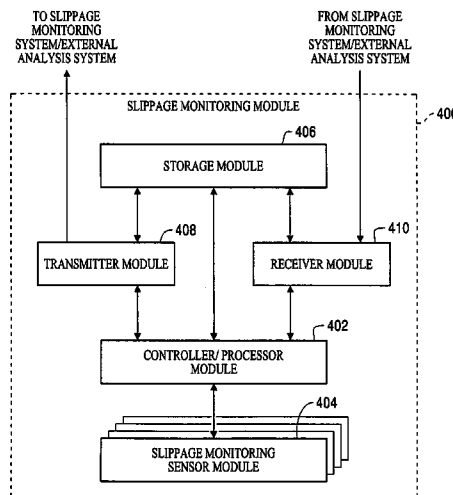 TO SLIPPAGE
MONITORING
SYSTEM/EXTERNAL
ANALYSIS SYSTEM
FROM SLIPPAGE
MONITORING
SYSTEM/EXTERNAL
ANALYSIS SYSTEM
SLIPPAGE MONITORING MODULE
400
406
STORAGE MODULE
408
TRANSMITTER MODULE
410
RECEIVER MODULE
402
CONTROLLER/ PROCESSOR
MODULE
404
SLIPPAGE MONITORING
SENSOR MODULE